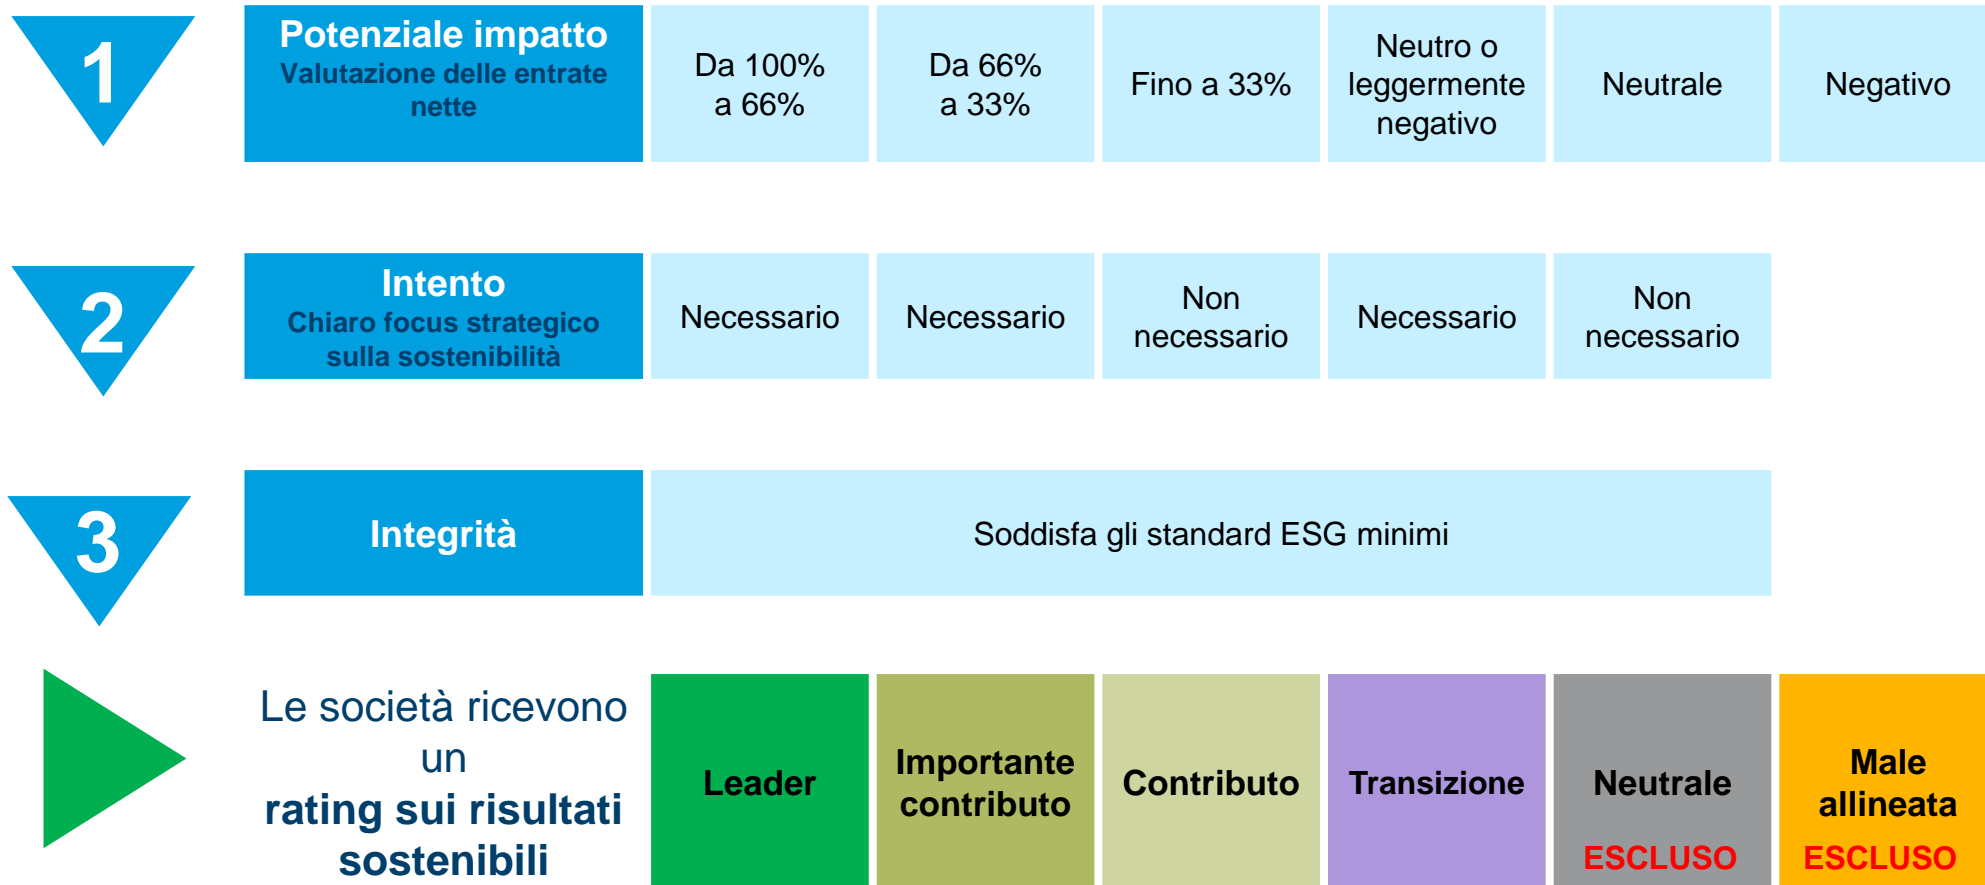 1
Potenziale impatto
Valutazione delle entrate
nette
Da 100%
a 66%
Da 66%
a 33%
Fino a 33%
Neutro o
leggermente
negativo
Neutrale
Negativo
2
Intento
Chiaro focus strategico
sulla sostenibilità
Necessario
Necessario
Non
necessario
Necessario
Non
necessario
3
Integrità
Soddisfa gli standard ESG minimi
Le società ricevono
un
rating sui risultati
sostenibili
Leader
Importante
contributo
Contributo
Transizione
Neutrale
ESCLUSO
Male
allineata
ESCLUSO